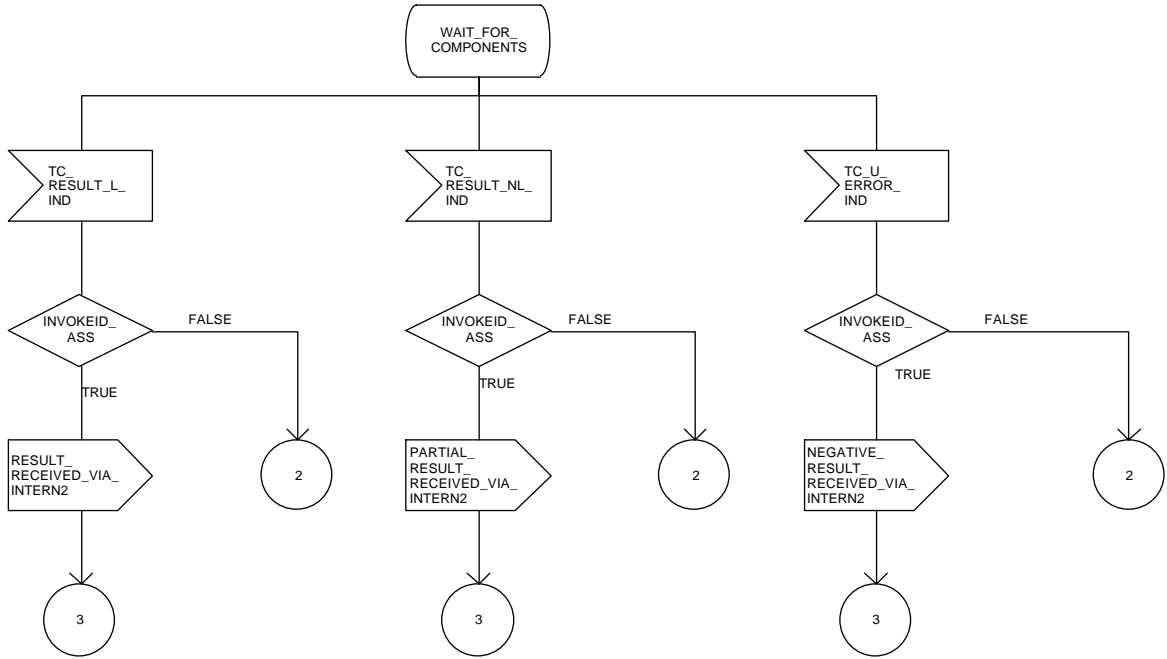 WAIT_FOR_
COMPONENTS
TC_
RESULT_L_
IND
TC_
RESULT_NL_
IND
TC_U_
ERROR_
IND
INVOKEID_
ASS
FALSE
TRUE
INVOKEID_
ASS
FALSE
TRUE
INVOKEID_
ASS
FALSE
TRUE
RESULT_
RECEIVED_VIA_
INTERN2
2
PARTIAL_
RESULT_
RECEIVED_VIA_
INTERN2
2
NEGATIVE_
RESULT_
RECEIVED_VIA_
INTERN2
2
3
3
3